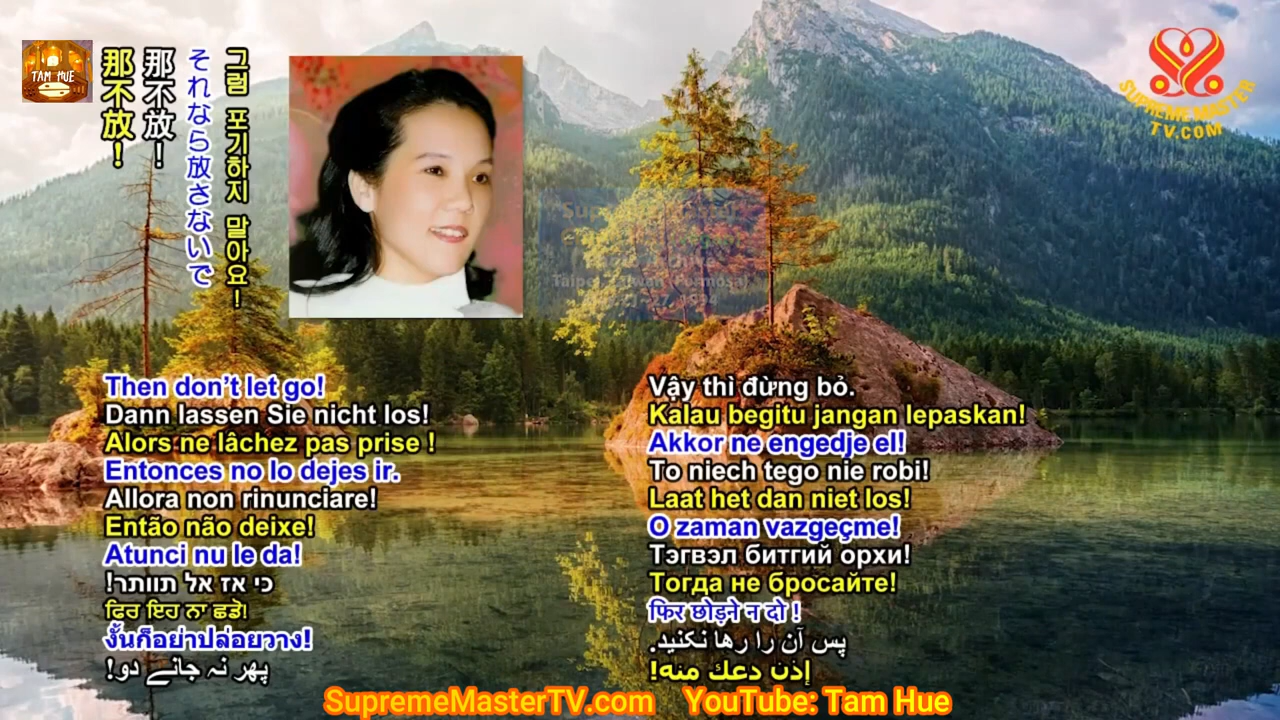 TAM HUE
那不放！
那不放！
それなら放さないで
그럼 포기하지 말아요!
SUPREME MASTER
TV.COM
Taipei, Taiwan (Formosa)
Then don't let go!
Dann lassen Sie nicht los!
Alors ne lâchez pas prise !
Entonces no lo dejes ir.
Allora non rinunciare!
Então não deixe!
Atunci nu le da!
כי אז אל תוותר!
ਫਿਰ ਇਹ ਨਾ ਛਡੇ!
งั้นก็อย่าปล่อยวาง!
پھر نہ جانے دو!
Vậy thì đừng bỏ.
Kalau begitu jangan lepaskan!
Akkor ne engedje el!
To niech tego nie robi!
Laat het dan niet los!
O zaman vazgeçme!
Тэгвэл битгий орхи!
Тогда не бросайте!
फिर छोड़ने न दो !
پس آن را رها نکنید.
إذن دعك منه!
SupremeMasterTV.com YouTube: Tam Hue